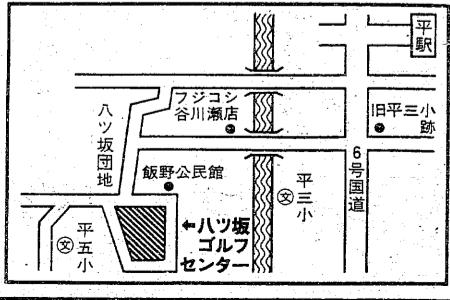 平駅
フジコシ
谷川瀬店
旧平三小
跡
八ツ坂団地
6号国道
飯野公民館
文
平三小
←八ツ坂
ゴルフ
センター
文
平五小